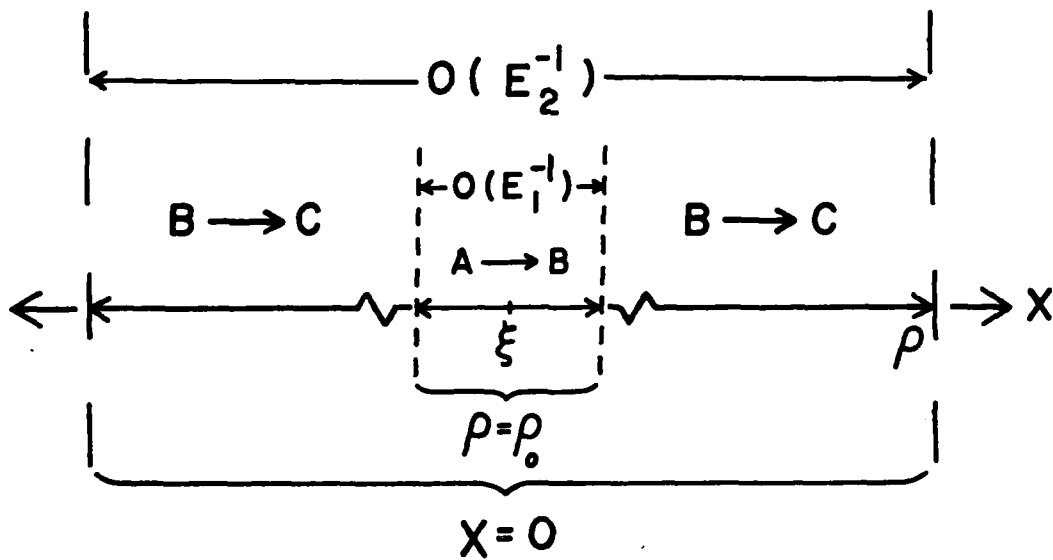 O(E₂⁻¹)
O(E₁⁻¹)
B → C B → C
A → B
X
ξ ρ
ρ=ρ₀
X=O